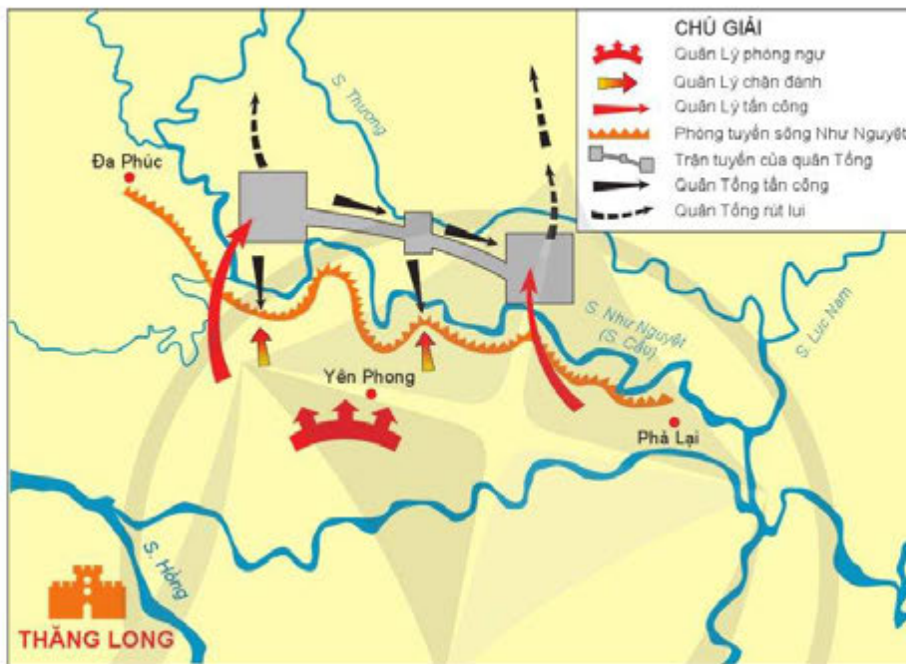 CHÚ GIẢI
Quân Lý phòng ngự
Quân Lý chặn đánh
Quân Lý tấn công
Phòng tuyến sông Như Nguyệt
Trận tuyến của quân Tống
Quân Tống tấn công
Quân Tống rút lui
S. Thương
Đa Phúc
S. Lục Nam
S. Như Nguyệt
(S. Cầu)
Yên Phong
Phả Lại
S. Hồng
THĂNG LONG